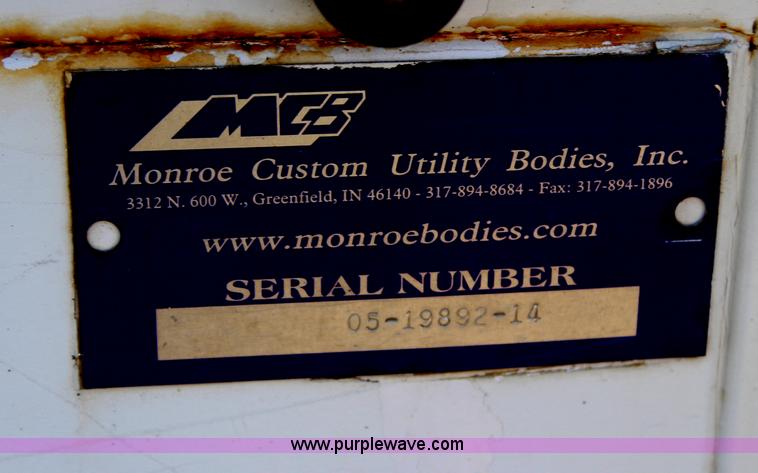 MCB
Monroe Custom Utility Bodies, Inc.
3312 N. 600 W., Greenfield, IN 46140 - 317-894-8684 - Fax: 317-894-1896
www.monroebodies.com
SERIAL NUMBER
05-19892-14
www.purplewave.com